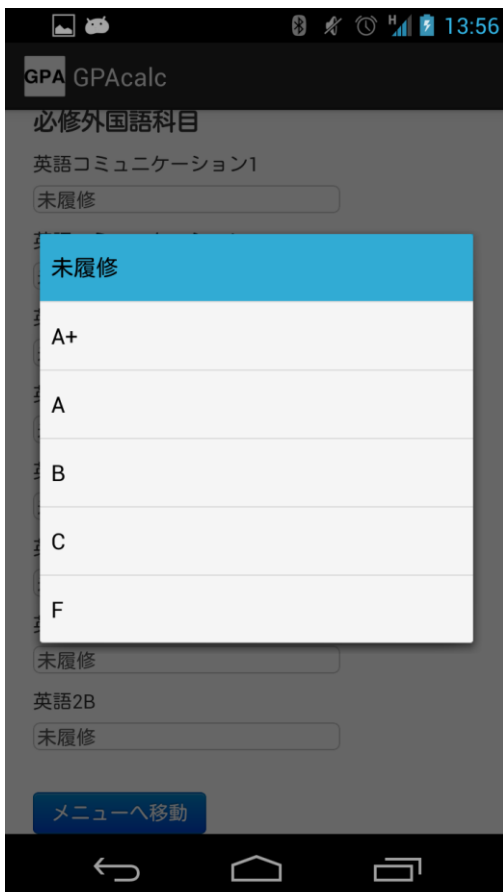 H 13:56
GPA GPAcalc
必修外国語科目
英語コミュニケーション1
未履修
未履修
A+
A
B
C
F
未履修
英語2B
未履修
メニューへ移動